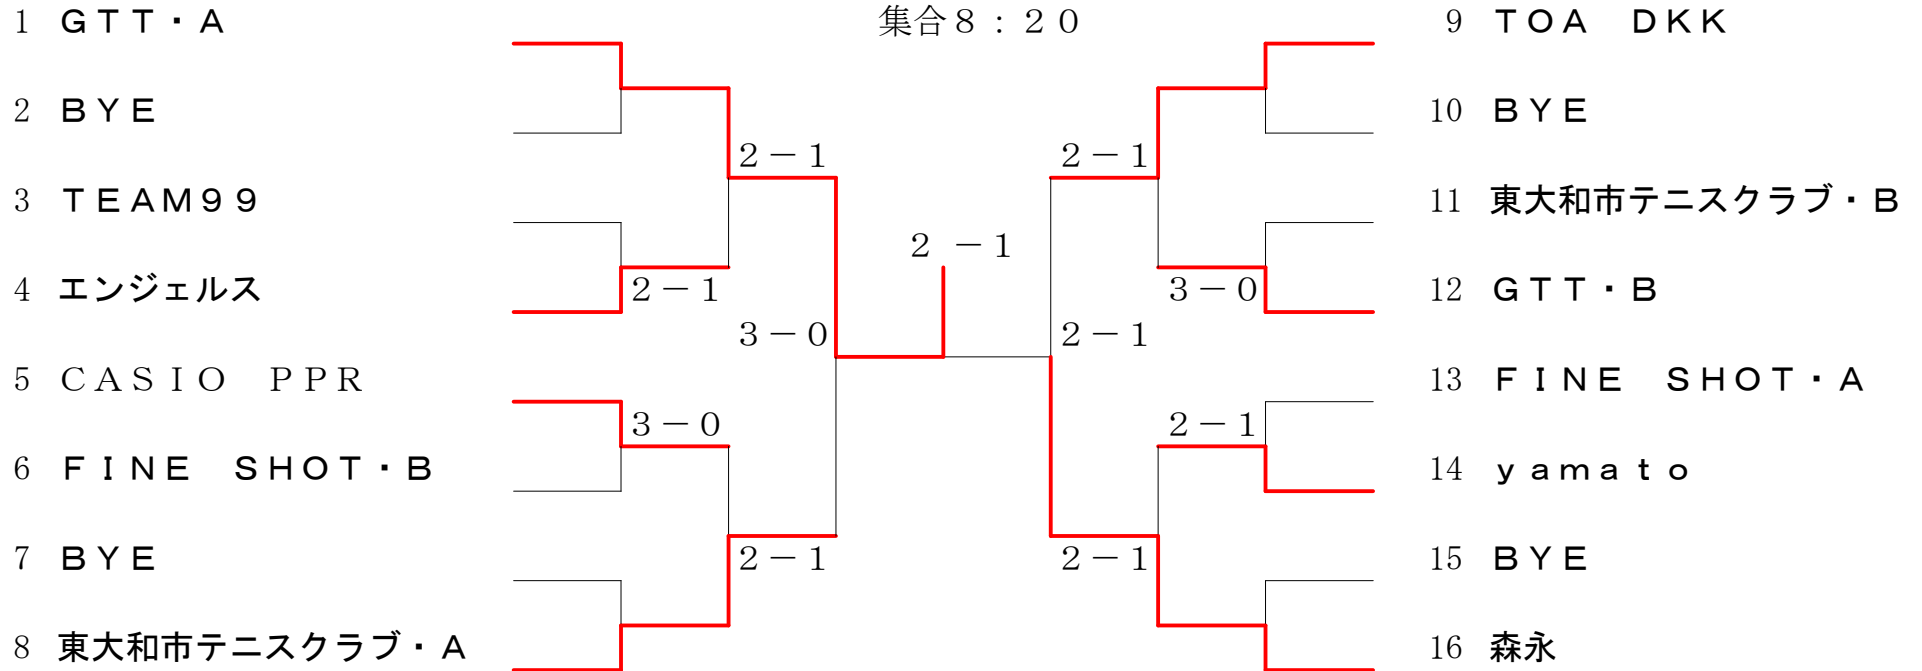 集合８：２０
1 ＧＴＴ・Ａ
2 ＢＹＥ
3 ＴＥＡＭ９９
4 エンジェルス
5 ＣＡＳＩＯ　ＰＰＲ
6 ＦＩＮＥ　ＳＨＯＴ・Ｂ
7 ＢＹＥ
8 東大和市テニスクラブ・Ａ
２－１
２－１
３－０
３－０
２－１
２　－１
２－１
３－０
２－１
２－１
２－１
9 ＴＯＡ　ＤＫＫ
10 ＢＹＥ
11 東大和市テニスクラブ・Ｂ
12 ＧＴＴ・Ｂ
13 ＦＩＮＥ　ＳＨＯＴ・Ａ
14 ｙａｍａｔｏ
15 ＢＹＥ
16 森永